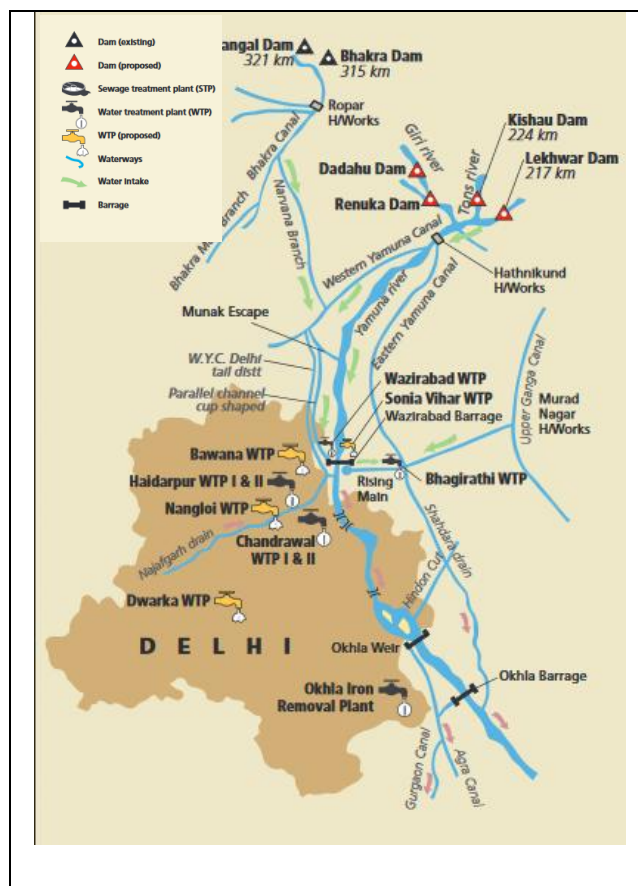 Dam (existing)
Dam (proposed)
Sewage treatment plant (STP)
Water treatment plant (WTP)
WTP (proposed)
Waterways
Water Intake
Barrage
angal Dam
321 km
Bhakra Dam
315 km
Ropar
H/Works
Bhakra Canal
Narvana Branch
Bhakra M
Branch
Giri river
Tons river
Kishau Dam
224 km
Lekhwar Dam
217 km
Dadahu Dam
Renuka Dam
Western Yamuna Canal
Yamuna river
Eastern Yamuna Canal
Hathnikund
H/Works
Munak Escape
W.Y.C. Delhi
tail distt
Parallel channel
cup shaped
Upper Ganga Canal
Murad
Nagar
H/Works
Wazirabad WTP
Sonia Vihar WTP
Wazirabad Barrage
Bawana WTP
Haidarpur WTP I & II
Nangloi WTP
Rising
Main
Bhagirathi WTP
Najafgarh drain
Chandrawal
WTP I & II
Shahdara drain
Hindon Cut
Dwarka WTP
DELHI
Okhla Weir
Okhla Barrage
Okhla Iron
Removal Plant
Gurgaon Canal
Agra Canal